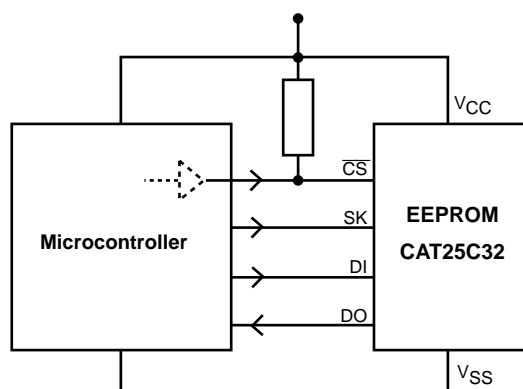 VCC
CS
EEPROM
SK
CAT25C32
Microcontroller
DI
DO
VSS